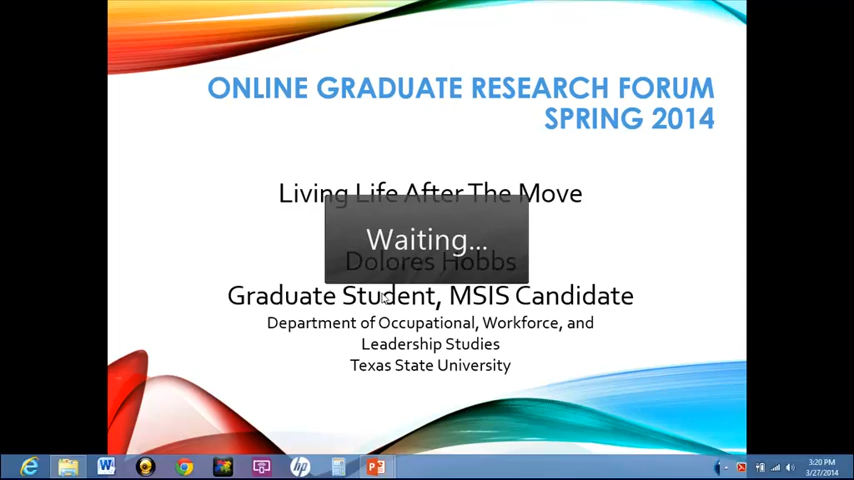 ONLINE GRADUATE RESEARCH FORUM
SPRING 2014
Living Life After The Move
Waiting...
Dolores Hobbs
Graduate Student, MSIS Candidate
Department of Occupational, Workforce, and
Leadership Studies
Texas State University
3:20 PM
3/27/2014